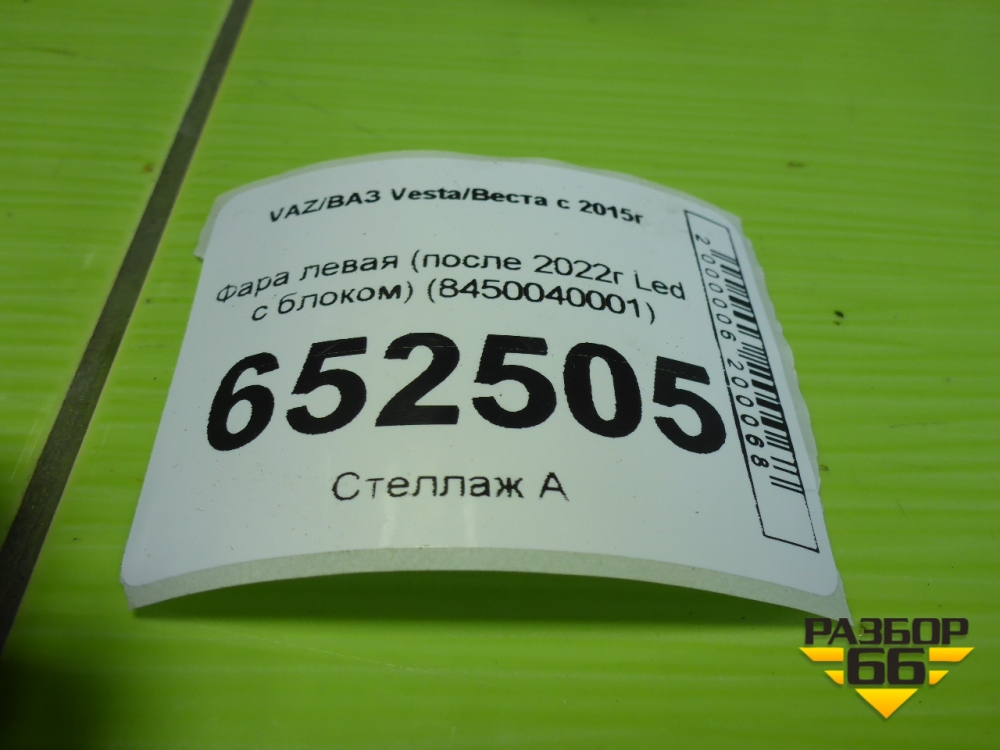 VAZ/ВАЗ Vesta/Веста с 2015г
Фара левая (после 2022г Led
с блоком) (8450040001)
652505
Стеллаж А
2000006200068
РАЗБОР
66